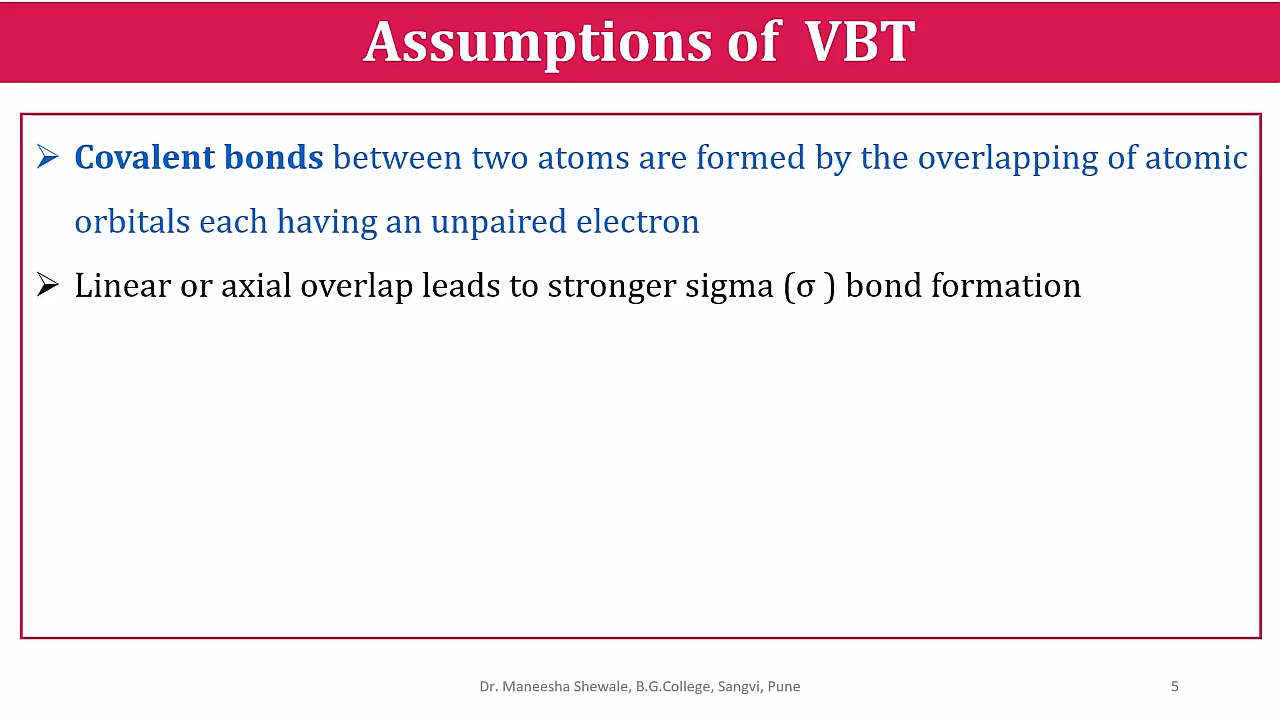 Assumptions of VBT
➢ Covalent bonds between two atoms are formed by the overlapping of atomic
orbitals each having an unpaired electron
➢ Linear or axial overlap leads to stronger sigma (σ ) bond formation
Dr. Maneesha Shewale, B.G.College, Sangvi, Pune
5